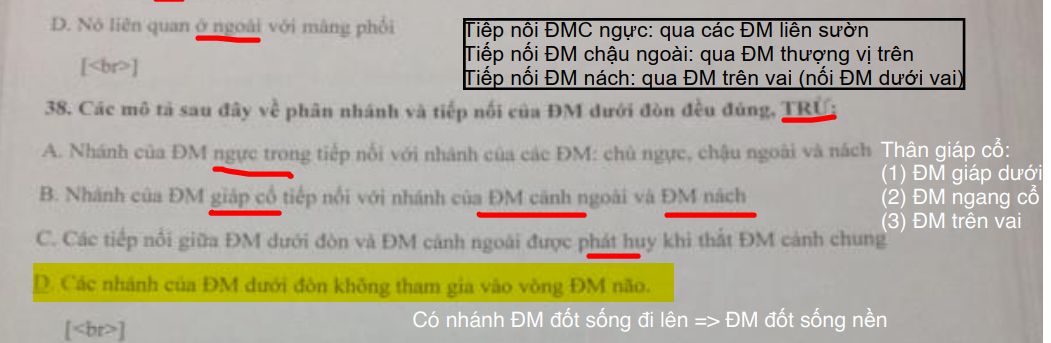 D. Nó liên quan ở ngoài với màng phổi
[<br>]
Tiêp nôi ĐMC ngực: qua các ĐM liên sườn
Tiếp nối ĐM chậu ngoài: qua ĐM thượng vị trên
Tiếp nối ĐM nách: qua ĐM trên vai (nối ĐM dưới vai)
38. Các mô tả sau đây về phân nhánh và tiếp nối của ĐM dưới đòn đều đúng, TRỪ:
A. Nhánh của ĐM ngực trong tiếp nối với nhánh của các ĐM: chủ ngực, chậu ngoài và nách
B. Nhánh của ĐM giáp cổ tiếp nối với nhánh của ĐM cảnh ngoài và ĐM nách
C. Các tiếp nối giữa ĐM dưới đòn và ĐM cảnh ngoài được phát huy khi thắt ĐM cảnh chung
D. Các nhánh của ĐM dưới đòn không tham gia vào vòng ĐM não.
[<br>]
Thân giáp cổ:
(1) ĐM giáp dưới
(2) ĐM ngang cổ
(3) ĐM trên vai
Có nhánh ĐM đốt sống đi lên => ĐM đốt sống nền